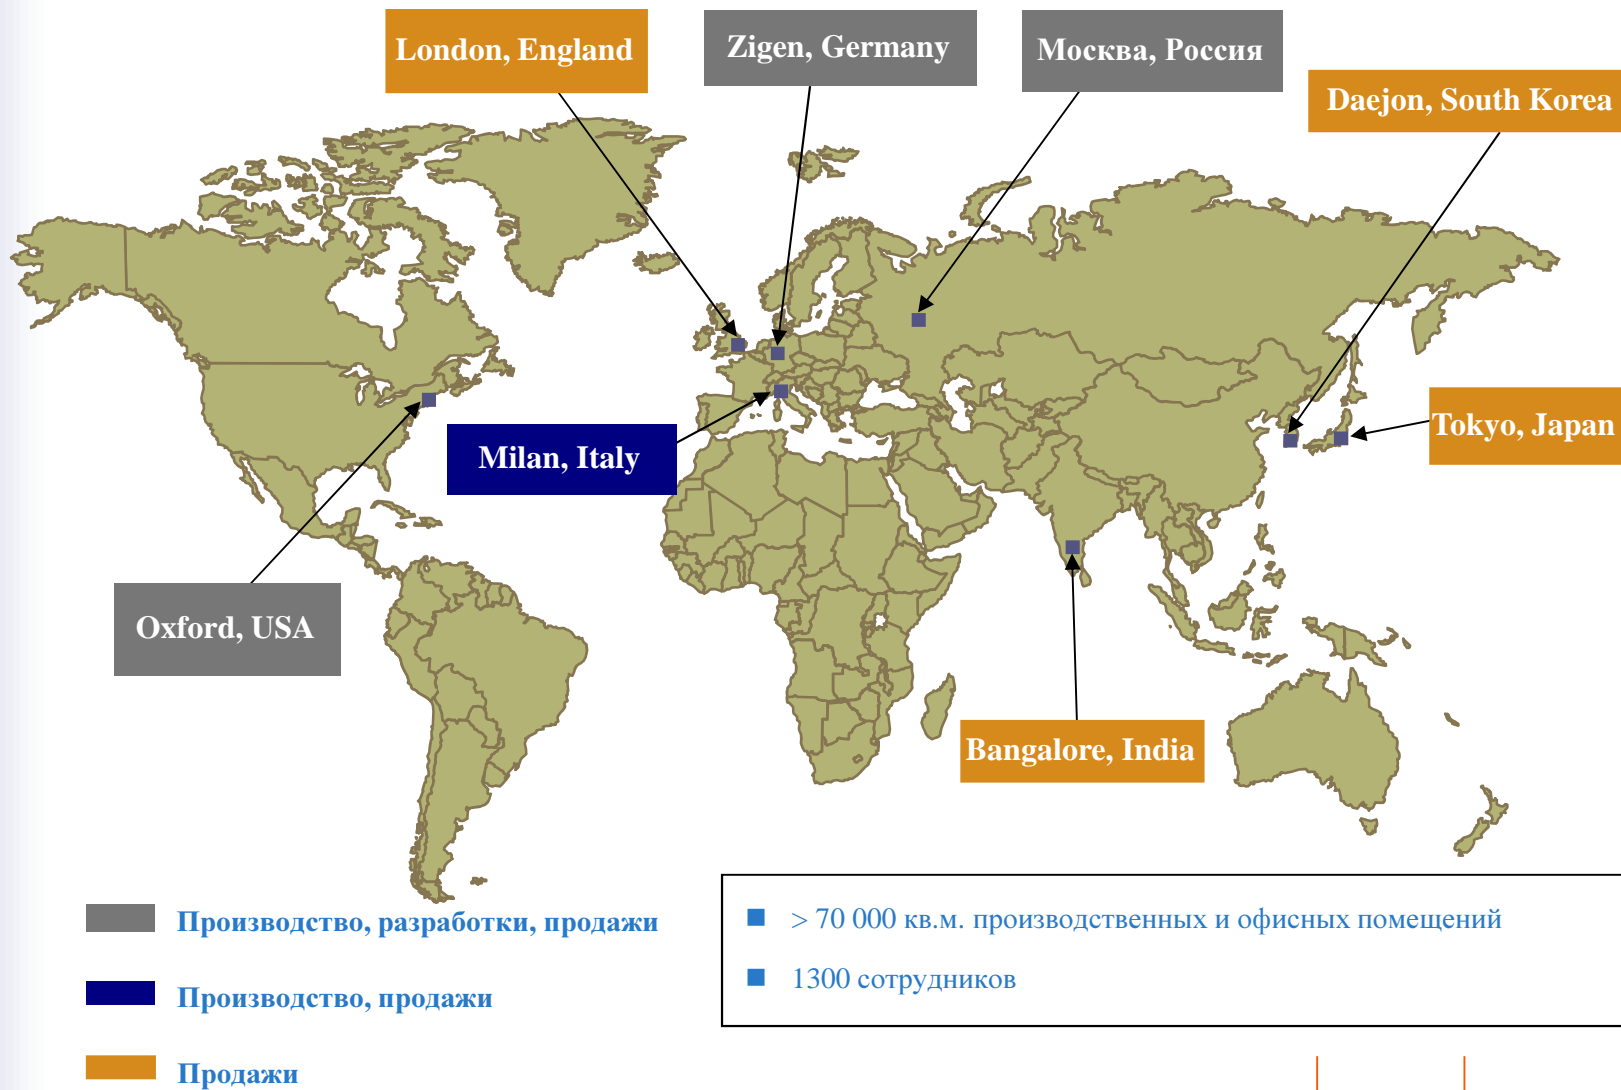 London, England
Zigen, Germany
Москва, Россия
Daejon, South Korea
Tokyo, Japan
Milan, Italy
Oxford, USA
Bangalore, India
Производство, разработки, продажи
Производство, продажи
Продажи
> 70 000 кв.м. производственных и офисных помещений
1300 сотрудников